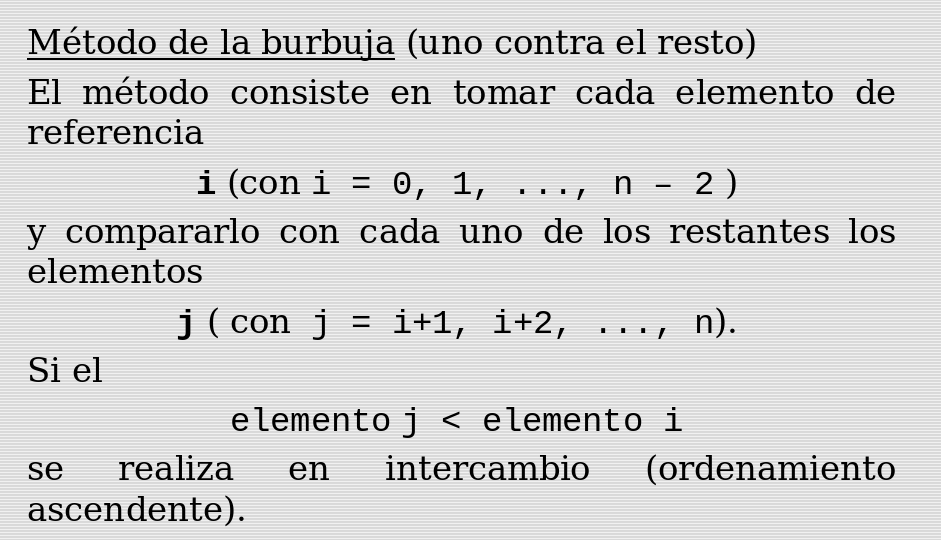 Método de la burbuja (uno contra el resto)
El método consiste en tomar cada elemento de
referencia
i (con i = 0, 1, ..., n – 2 )
y compararlo con cada uno de los restantes los
elementos
j ( con j = i+1, i+2, ..., n).
Si el
elemento j < elemento i
se realiza en intercambio (ordenamiento
ascendente).